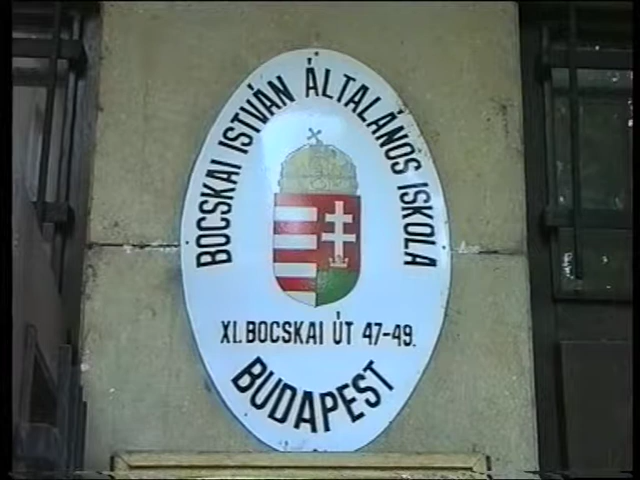 BOCSKAI ISTVÁN ÁLTALÁNOS ISKOLA
XI. BOCSKAI ÚT 47-49.
BUDAPEST